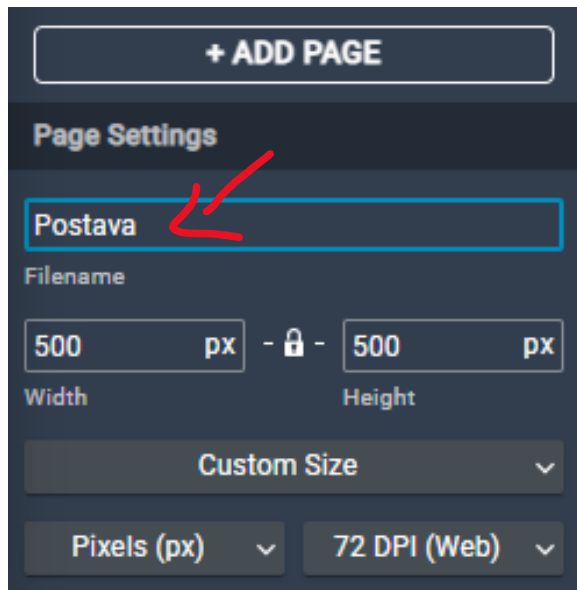 + ADD PAGE
Page Settings
Postava
Filename
500 px - - 500 px
Width Height
Custom Size
Pixels (px) 72 DPI (Web)